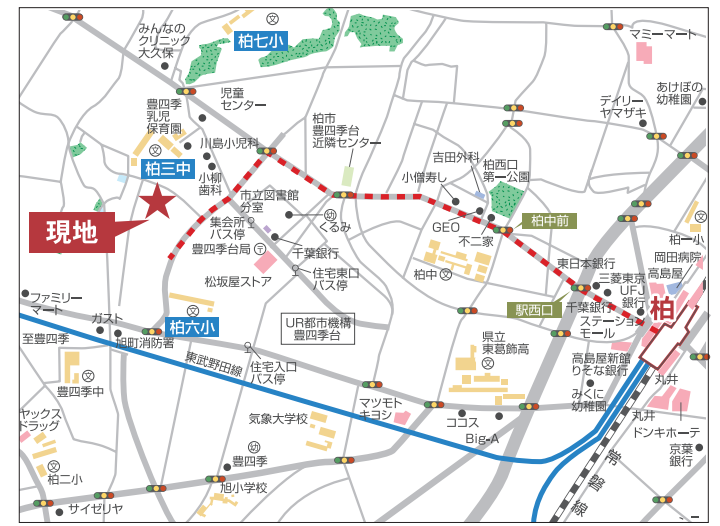 みんなの
クリニック
大久保
文
柏七小
マミーマート
児童
センター
豊四季
乳児
保育園
川島小児科
文
柏三中
小柳
歯科
柏市
豊四季台
近隣センター
デイリー
ヤマザキ
あけぼの
幼稚園
吉田外科
柏西口
第一公園
小僧寿し
GEO
不二家
柏中前
現地
市立図書館
分室
幼
くるみ
集会所
バス停
豊四季台局
千葉銀行
松坂屋ストア
住宅東口
バス停
柏中
文
東日本銀行
三菱東京
UFJ
銀行
文
柏一小
岡田病院
高島屋
柏
駅西口
千葉銀行
ステーション
モール
ファミリー
マート
ガスト
至豊四季
旭町消防署
文
柏六小
UR都市機構
豊四季台
東武野田線
住宅入口
バス停
県立
東葛飾高
文
高島屋新館
りそな銀行
みくに
幼稚園
丸井
丸井
ドンキホーテ
京葉
銀行
文
豊四季中
ヤックス
ドラッグ
文
柏二小
サイゼリヤ
気象大学校
幼
豊四季
旭小学校
文
マツモト
キヨシ
ココス
Big-A
常磐線